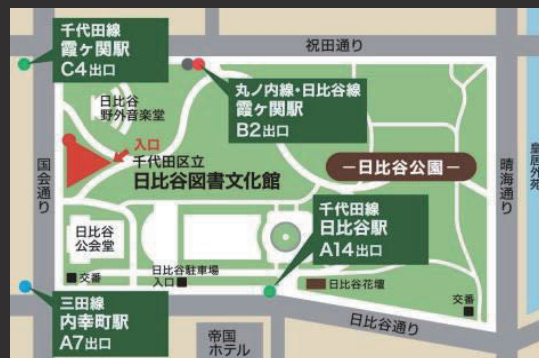 千代田線
霞ヶ関駅
C4出口
祝田通り
丸ノ内線・日比谷線
霞ヶ関駅
B2出口
日比谷
野外音楽堂
入口
千代田区立
日比谷図書文化館
国会通り
ー日比谷公園ー
晴海通り
皇居外苑
日比谷
公会堂
千代田線
日比谷駅
A14出口
交番
日比谷駐車場
入口
日比谷花壇
交番
三田線
内幸町駅
A7出口
帝国
ホテル
日比谷通り